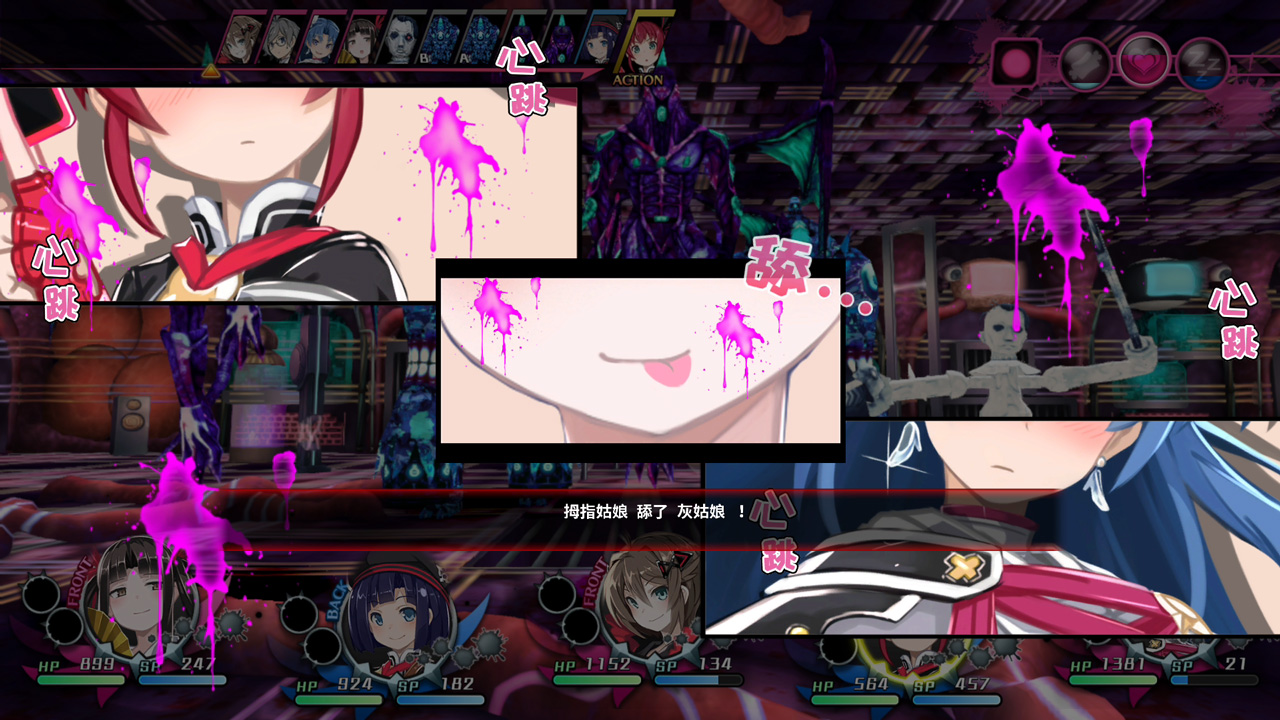 B
A
ACTION
心
跳
心
跳
舔...
心
跳
拇指姑娘 舔了 灰姑娘 !
心
跳
FRONT
BACK
FRONT
HP 899 SP 247
HP 924 SP 182
HP 1152 SP 134
HP 564 SP 457
HP 1381 SP 21